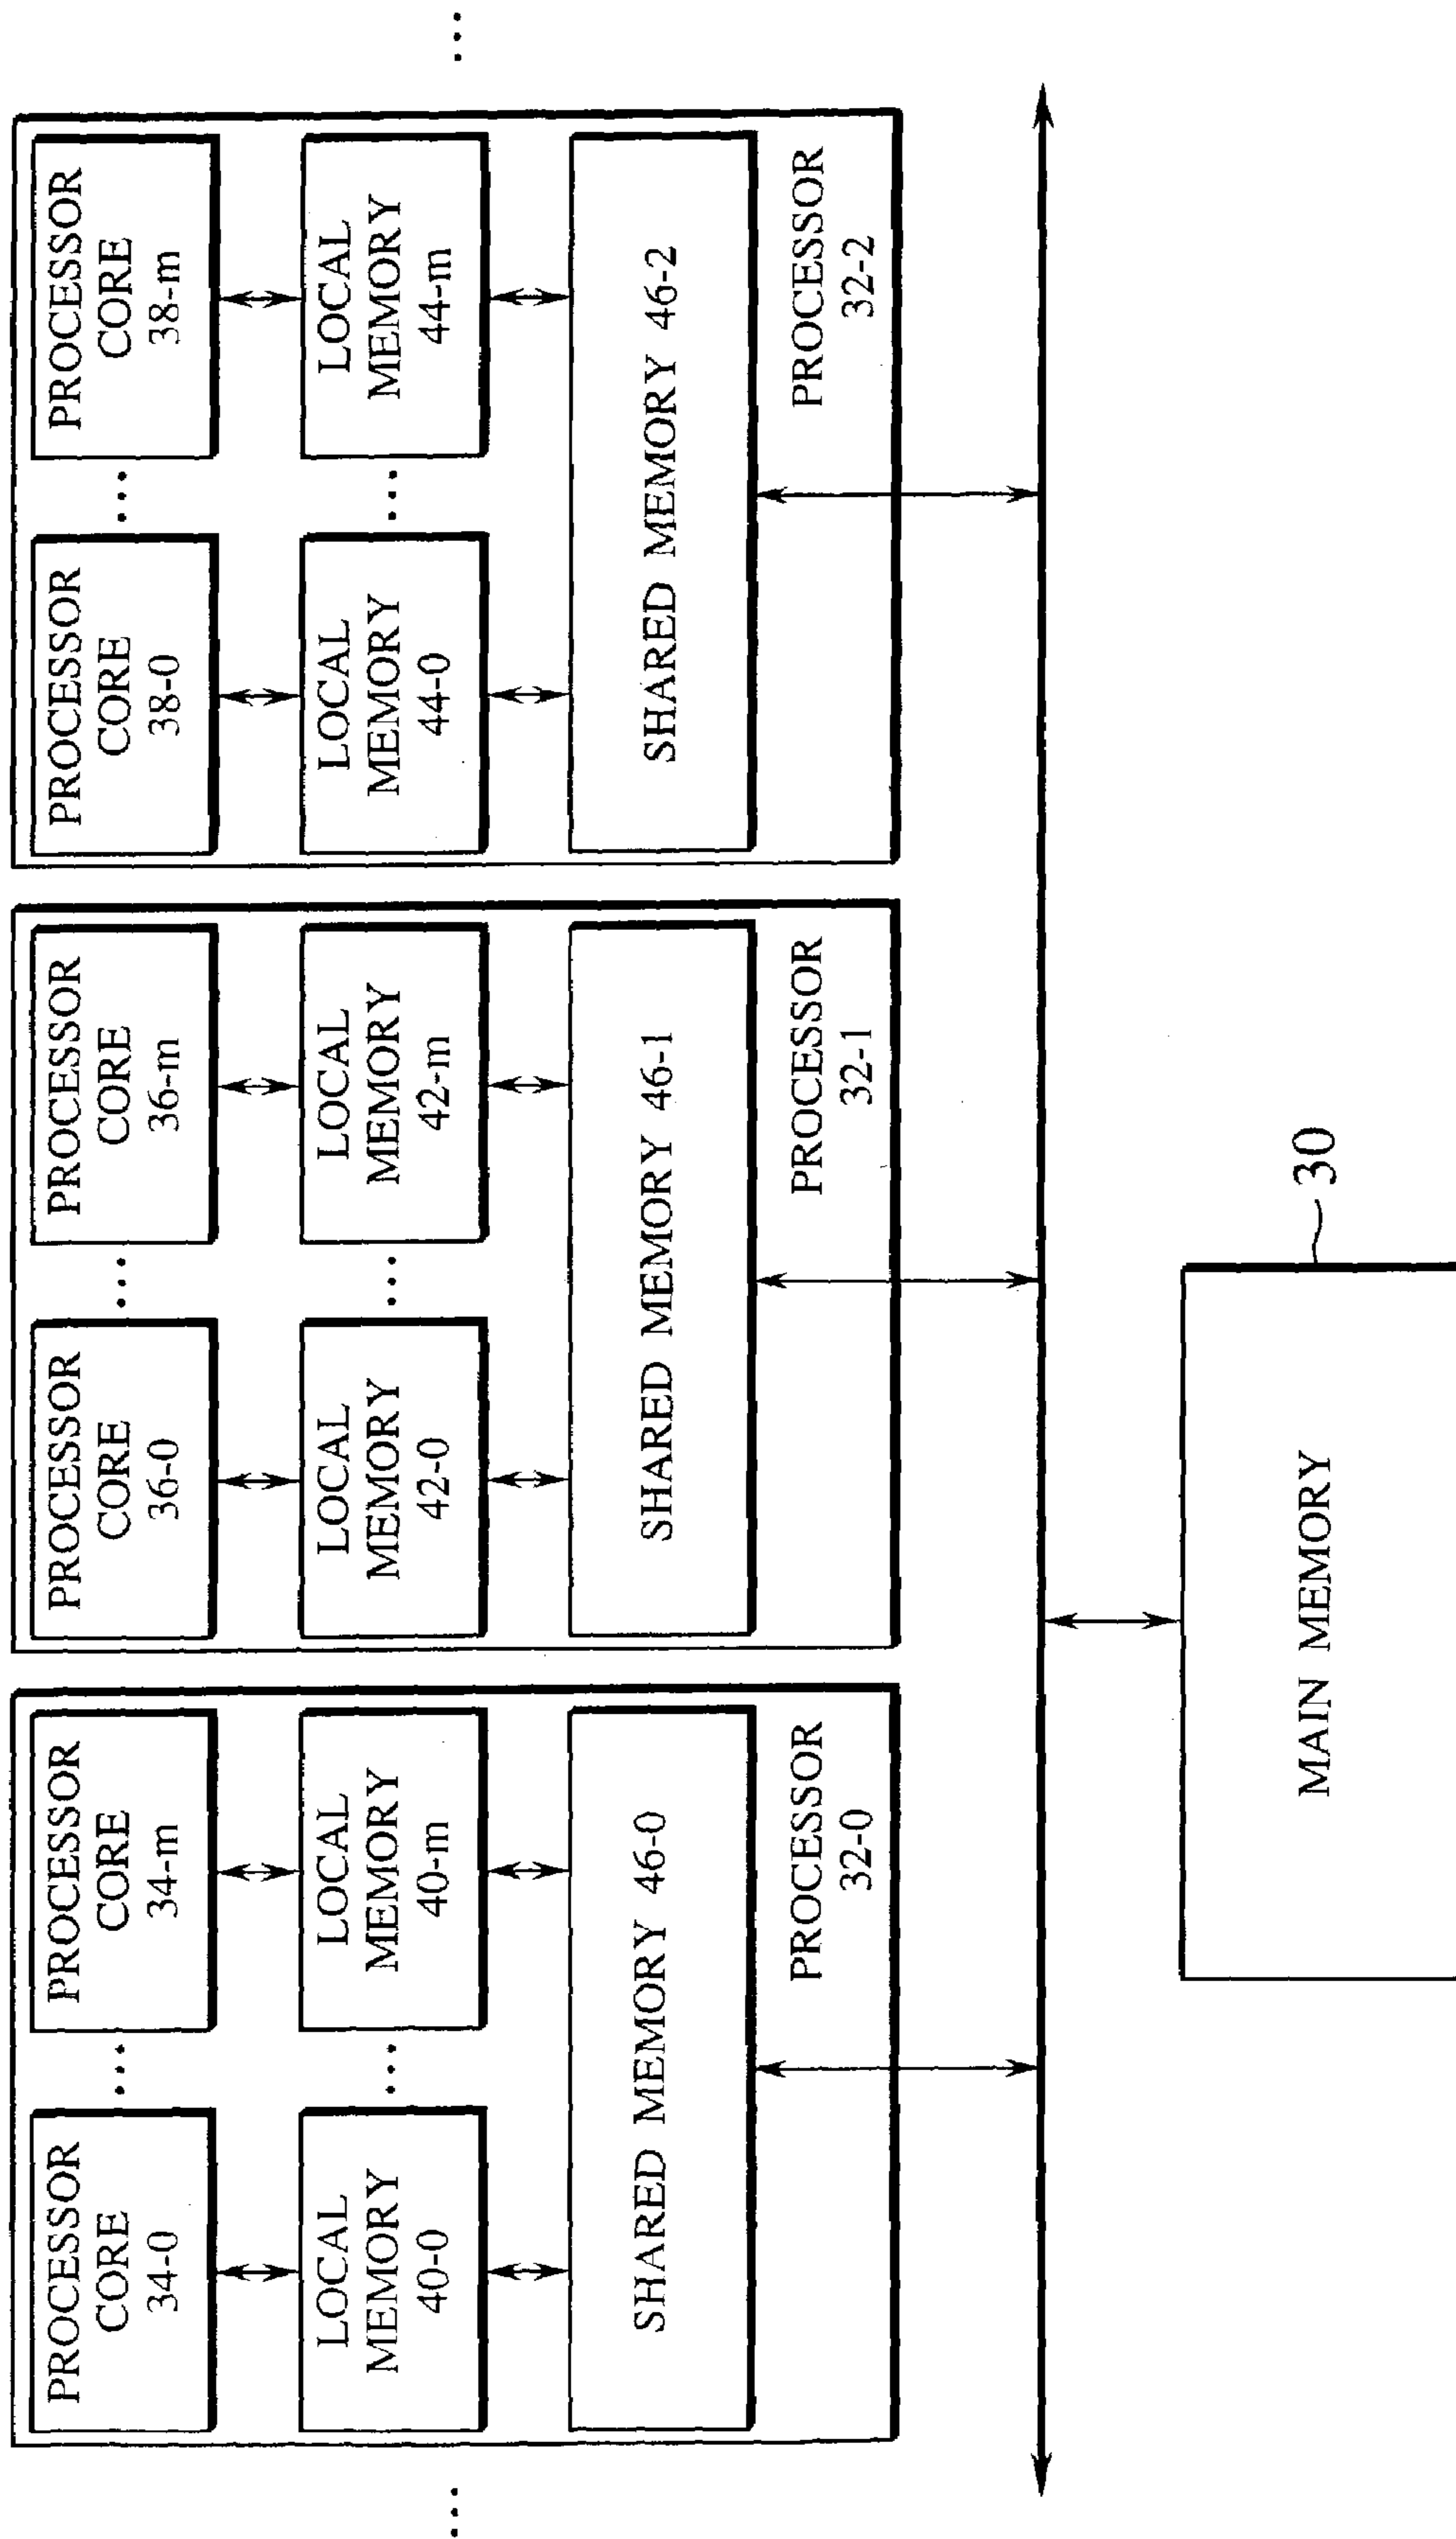 ...
PROCESSOR
CORE
34-0
...
PROCESSOR
CORE
34-m
LOCAL
MEMORY
40-0
...
LOCAL
MEMORY
40-m
SHARED MEMORY 46-0
PROCESSOR
32-0
PROCESSOR
CORE
36-0
...
PROCESSOR
CORE
36-m
LOCAL
MEMORY
42-0
...
LOCAL
MEMORY
42-m
SHARED MEMORY 46-1
PROCESSOR
32-1
PROCESSOR
CORE
38-0
...
PROCESSOR
CORE
38-m
LOCAL
MEMORY
44-0
...
LOCAL
MEMORY
44-m
SHARED MEMORY 46-2
PROCESSOR
32-2
...
MAIN MEMORY
30